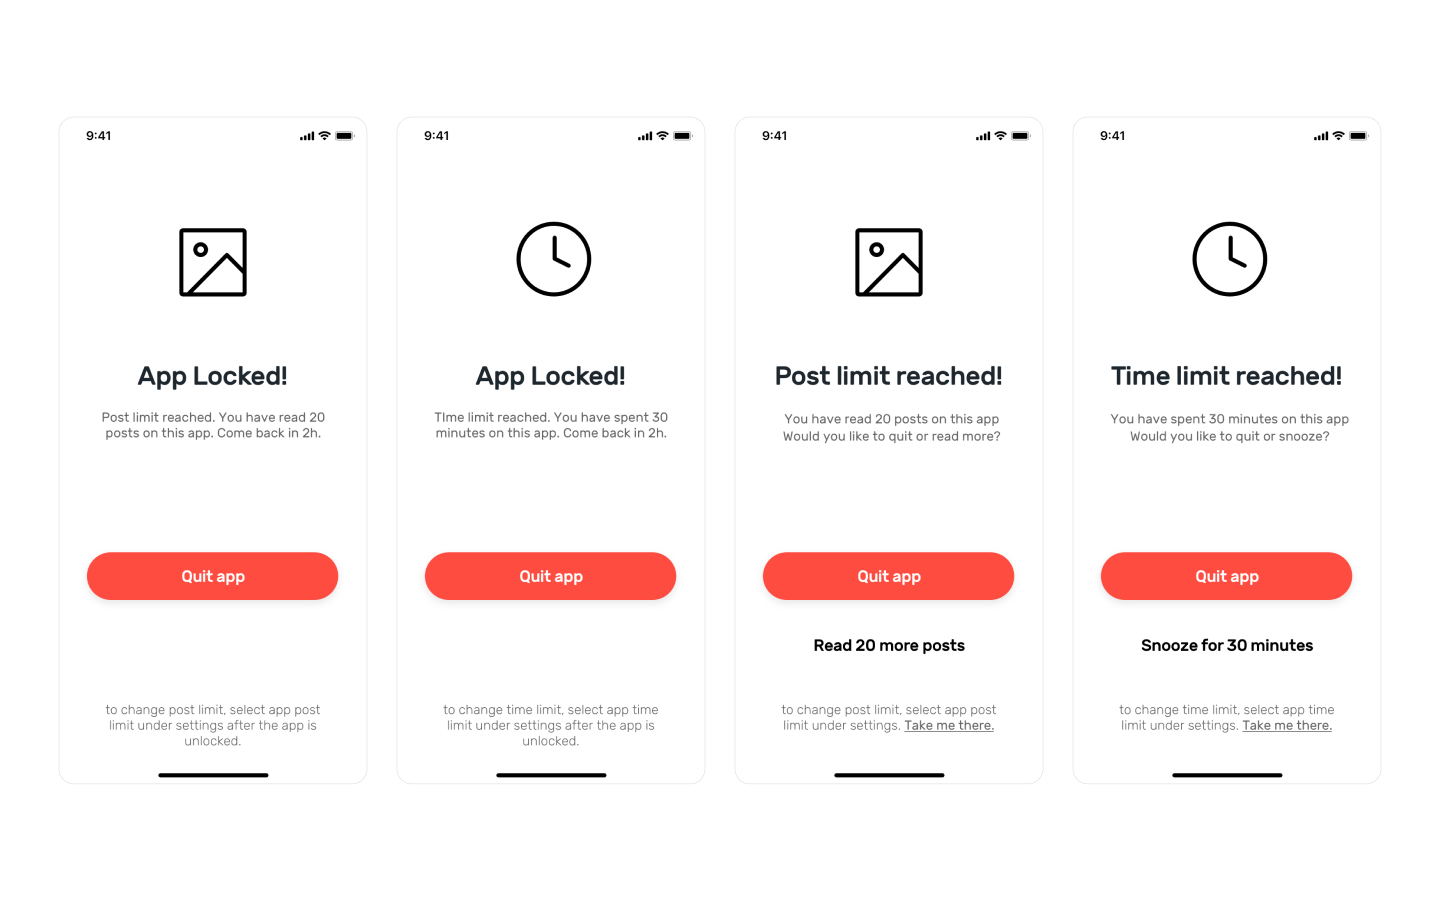 9:41
App Locked!
Post limit reached. You have read 20
posts on this app. Come back in 2h.
Quit app
to change post limit, select app post
limit under settings after the app is
unlocked.
9:41
App Locked!
TIme limit reached. You have spent 30
minutes on this app. Come back in 2h.
Quit app
to change time limit, select app time
limit under settings after the app is
unlocked.
9:41
Post limit reached!
You have read 20 posts on this app
Would you like to quit or read more?
Quit app
Read 20 more posts
to change post limit, select app post
limit under settings. Take me there.
9:41
Time limit reached!
You have spent 30 minutes on this app
Would you like to quit or snooze?
Quit app
Snooze for 30 minutes
to change time limit, select app time
limit under settings. Take me there.